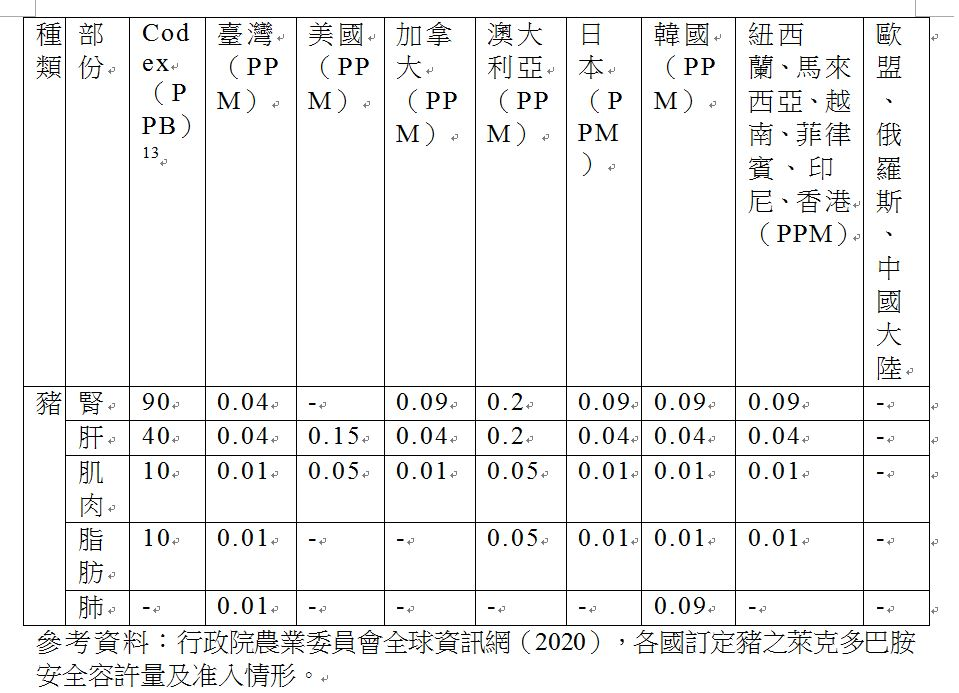 種類 部份 Codex（PPB）13 臺灣（PPM） 美國（PPM） 加拿大（PPM） 澳大利亞（PPM） 日本（PPM） 韓國（PPM） 紐西蘭、馬來西亞、越南、菲律賓、印尼、香港（PPM） 歐盟、俄羅斯、中國大陸
豬 腎 90 0.04 - 0.09 0.2 0.09 0.09 0.09 -
肝 40 0.04 0.15 0.04 0.2 0.04 0.04 0.04 -
肌肉 10 0.01 0.05 0.01 0.05 0.01 0.01 0.01 -
脂肪 10 0.01 - - 0.05 0.01 0.01 0.01 -
肺 - 0.01 - - - - 0.09 - -
參考資料：行政院農業委員會全球資訊網（2020），各國訂定豬之萊克多巴胺
安全容許量及准入情形。